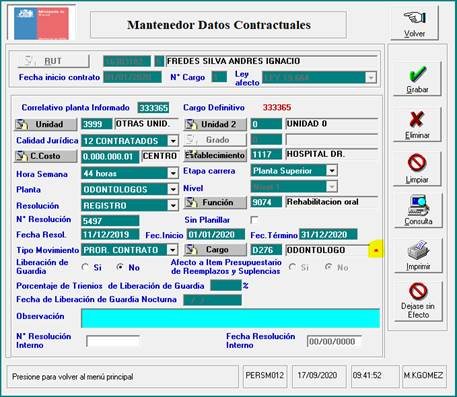 Mantenedor Datos Contractuales
Volver
RUT FREDES SILVA ANDRES IGNACIO
Fecha inicio contrato 01/01/2020 N° Cargo Ley afecto LEY 19.664
Correlativo planta Informado 333365 Cargo Definitivo 333365
Unidad 3999 OTRAS UNID. Unidad 2 0 UNIDAD 0
Calidad Jurídica 12 CONTRATADOS Grado 0
C.Costo 0.000.000.01 CENTRO Establecimiento 1117 HOSPITAL DR.
Hora Semana 44 horas Etapa carrera Planta Superior
Planta ODONTOLOGOS Nivel Nivel 1
Resolución REGISTRO Función 9074 Rehabilitacion oral
N° Resolución 5497 Sin Planillar
Fecha Resol. 11/12/2019 Fec.Inicio 01/01/2020 Fec.Término 31/12/2020
Tipo Movimiento PROR. CONTRATO Cargo D276 ODONTOLOGO
Liberación de Guardia Si No Afecto a Item Presupuestario de Reemplazos y Suplencias Si No
Porcentaje de Trienios de Liberación de Guardia %
Fecha de Liberación de Guardia Nocturna / /
Observación
N° Resolución Interno Fecha Resolución Interno 00/00/0000
Grabar
Eliminar
Limpiar
Consulta
Imprimir
Dejase sin Efecto
Presione para volver al menú principal PERSM012 17/09/2020 09:41:52 M.KGOMEZ